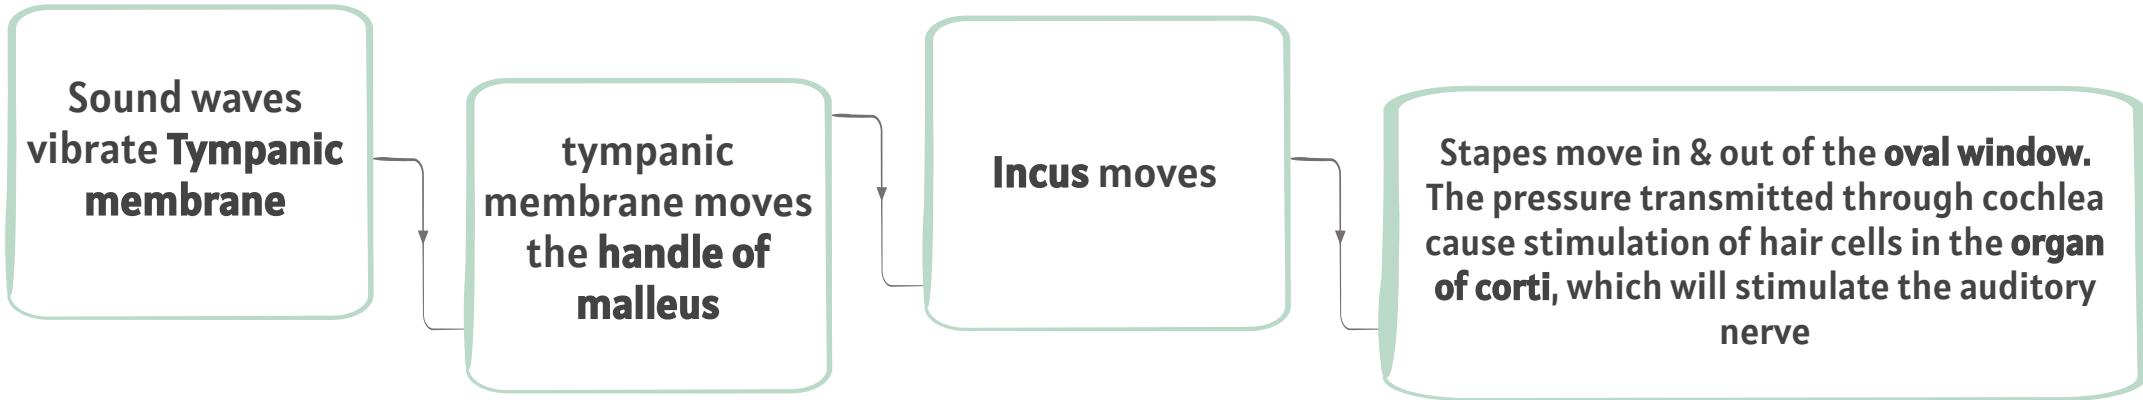 Sound waves
vibrate Tympanic
membrane
tympanic
membrane moves
the handle of
malleus
Incus moves
Stapes move in & out of the oval window.
The pressure transmitted through cochlea
cause stimulation of hair cells in the organ
of corti, which will stimulate the auditory
nerve